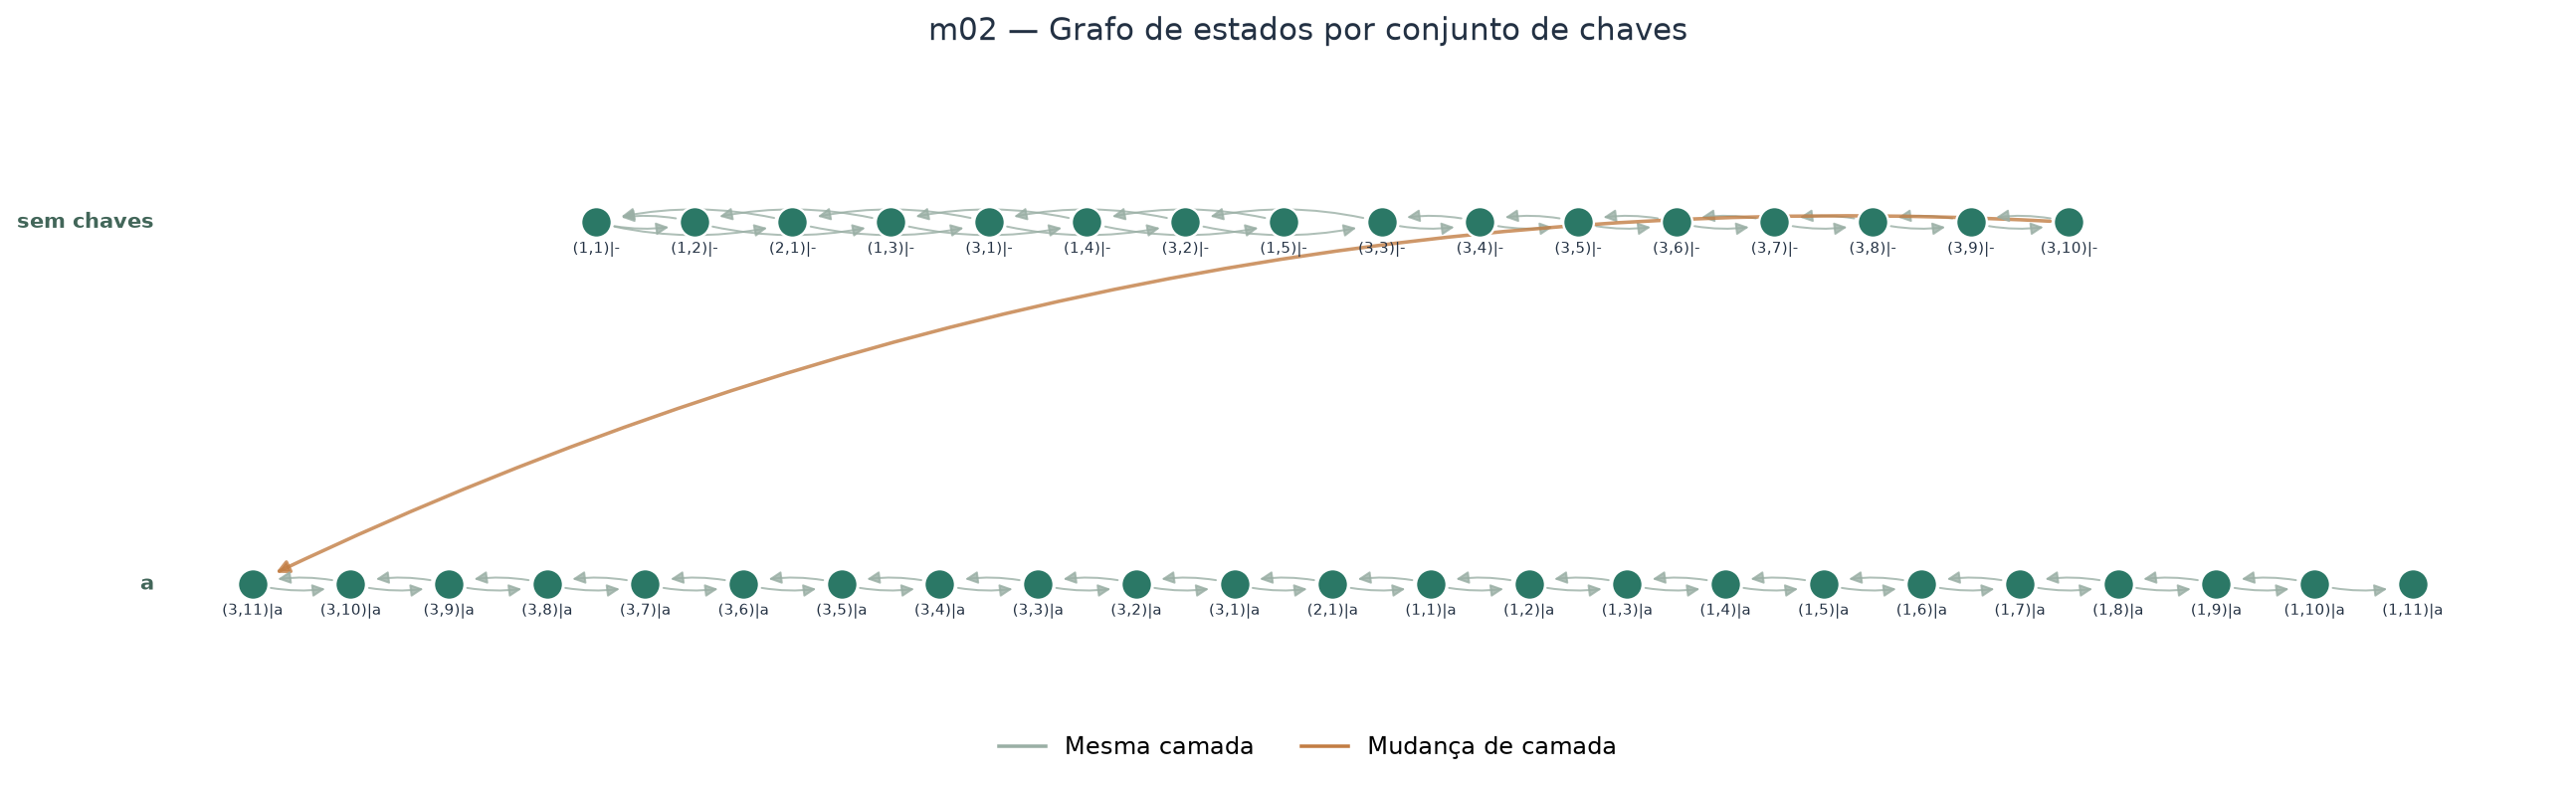 m02 — Grafo de estados por conjunto de chaves
sem chaves
(1,1)|- (1,2)|- (2,1)|- (1,3)|- (3,1)|- (1,4)|- (3,2)|- (1,5)|- (3,3)|- (3,4)|- (3,5)|- (3,6)|- (3,7)|- (3,8)|- (3,9)|- (3,10)|-
a
(3,11)|a (3,10)|a (3,9)|a (3,8)|a (3,7)|a (3,6)|a (3,5)|a (3,4)|a (3,3)|a (3,2)|a (3,1)|a (2,1)|a (1,1)|a (1,2)|a (1,3)|a (1,4)|a (1,5)|a (1,6)|a (1,7)|a (1,8)|a (1,9)|a (1,10)|a (1,11)|a
Mesma camada Mudança de camada